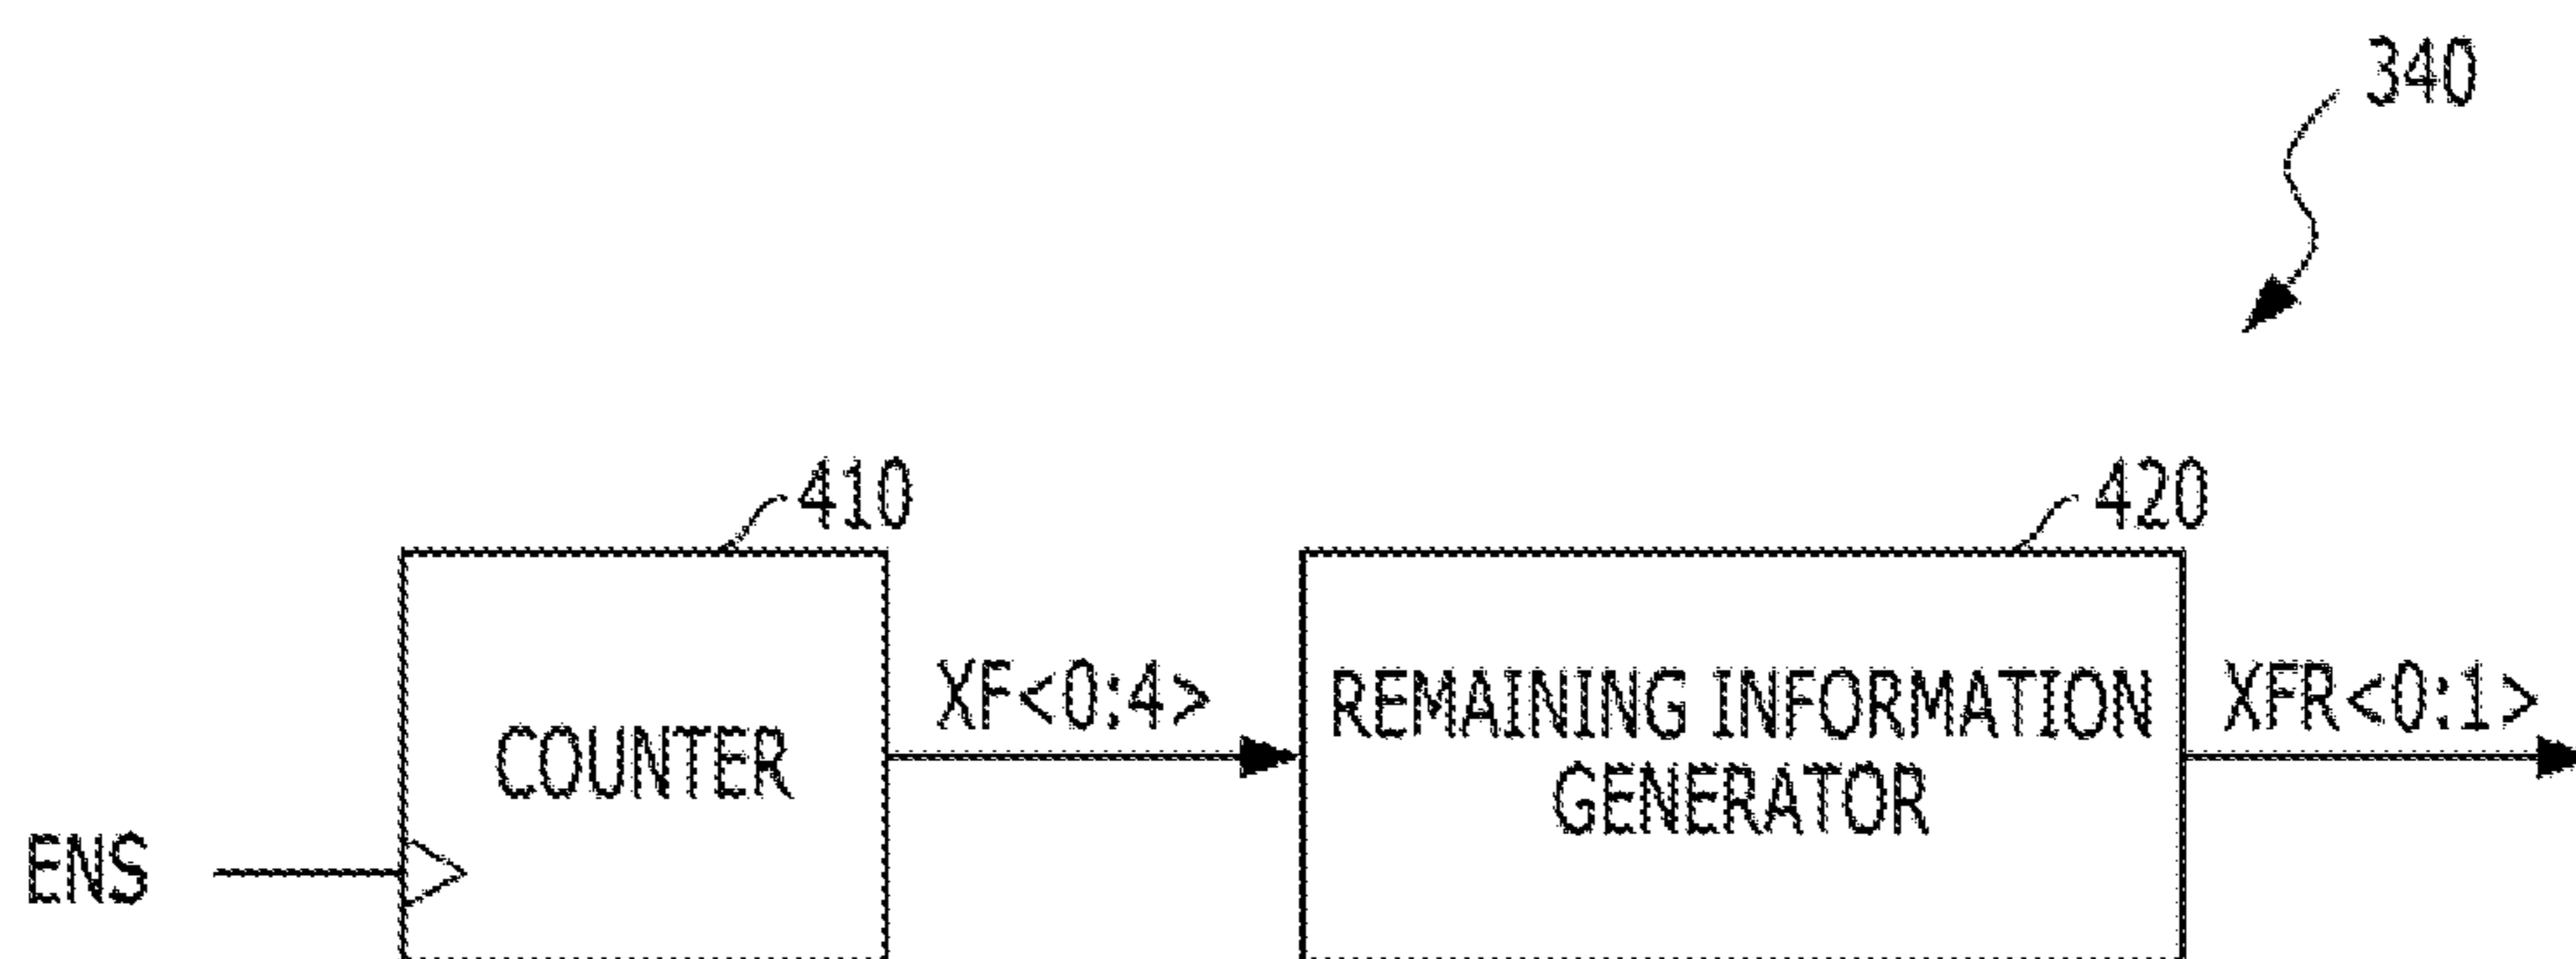 340
410
420
XF<0:4>
XFR<0:1>
REMAINING INFORMATION
GENERATOR
COUNTER
ENS